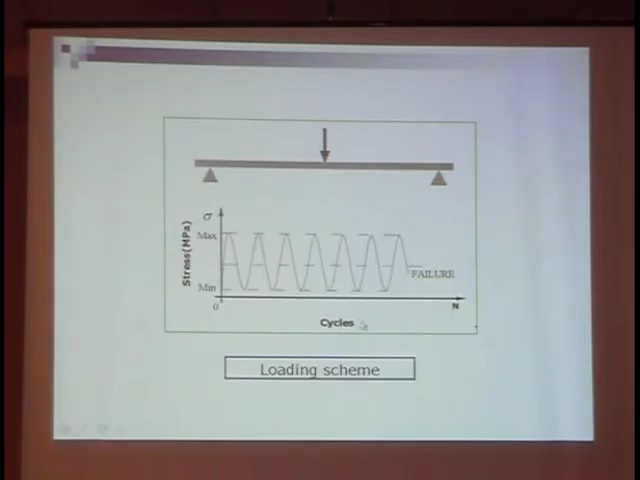 σ
Stress(MPa)
Max
FAILURE
Min
0
N
Cycles
Loading scheme